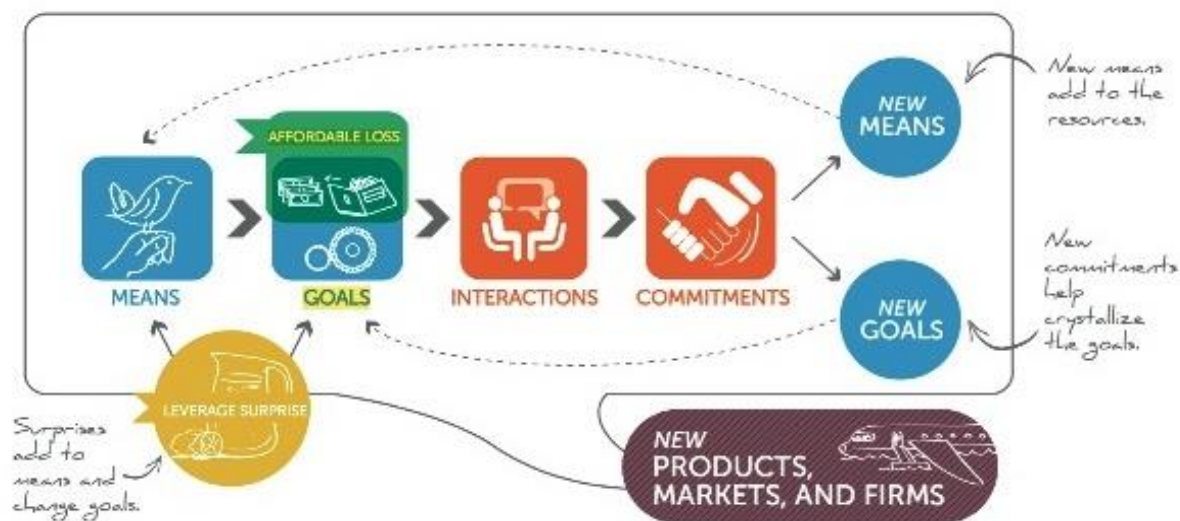 NEW
MEANS
New means
add to the
resources.
AFFORDABLE LOSS
MEANS
GOALS
INTERACTIONS
COMMITMENTS
NEW
GOALS
New
commitments
help
crystallize
the goals.
LEVERAGE SURPRISE
Surprises
add to
means and
change goals.
NEW
PRODUCTS,
MARKETS, AND FIRMS